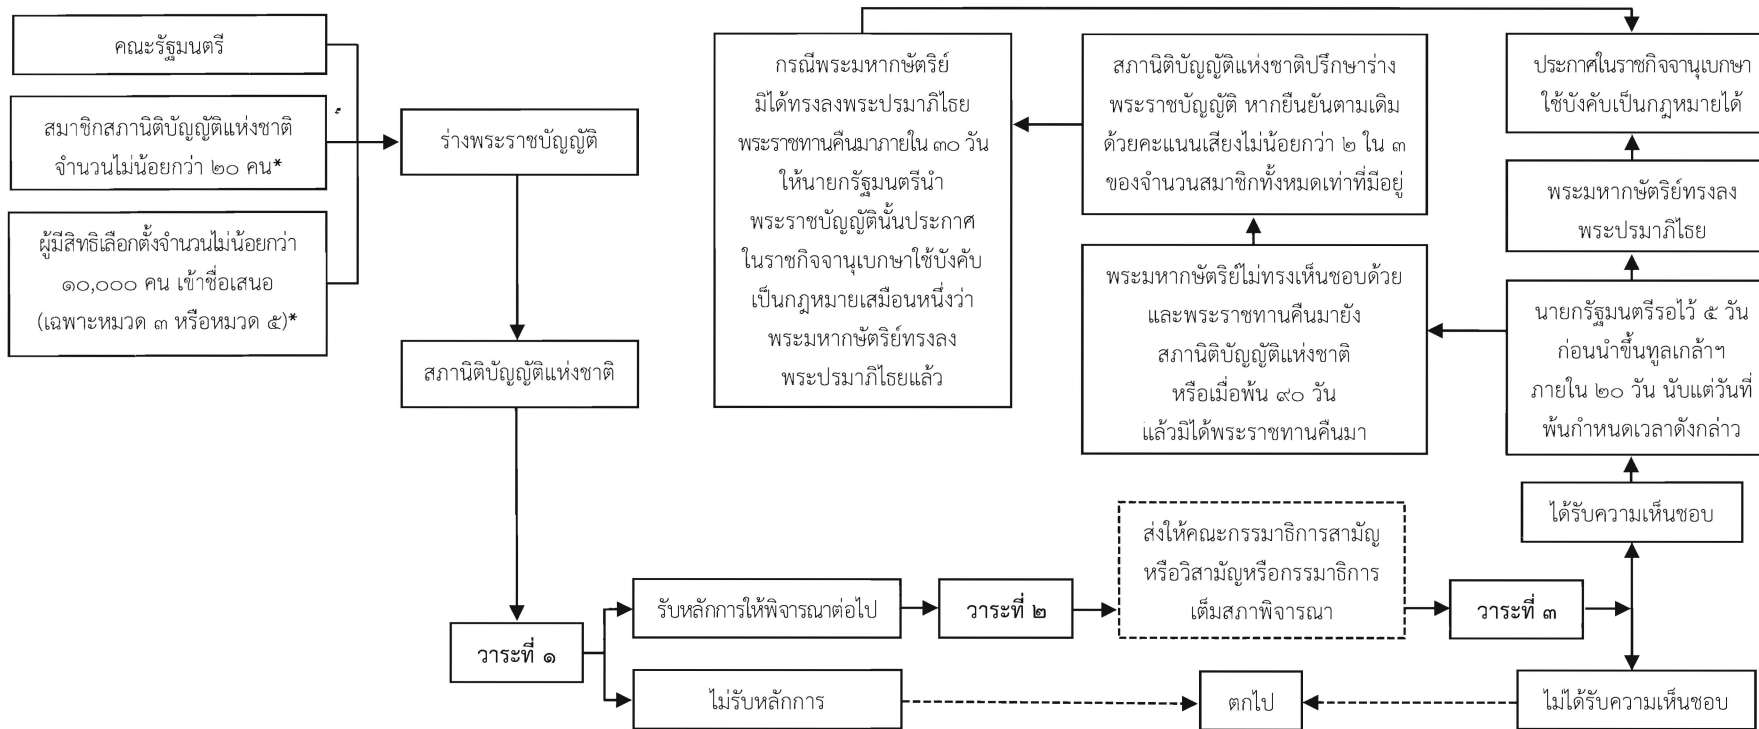 คณะรัฐมนตรี
สมาชิกสภานิติบัญญัติแห่งชาติ
จำนวนไม่น้อยกว่า ๒๐ คน*
ผู้มีสิทธิเลือกตั้งจำนวนไม่น้อยกว่า
๑๐,๐๐๐ คน เข้าชื่อเสนอ
(เฉพาะหมวด ๓ หรือหมวด ๕)*
ร่างพระราชบัญญัติ
สภานิติบัญญัติแห่งชาติ
วาระที่ ๑
รับหลักการให้พิจารณาต่อไป
ไม่รับหลักการ
วาระที่ ๒
ส่งให้คณะกรรมาธิการสามัญ
หรือวิสามัญหรือกรรมาธิการ
เต็มสภาพิจารณา
วาระที่ ๓
ตกไป
ไม่ได้รับความเห็นชอบ
ได้รับความเห็นชอบ
นายกรัฐมนตรีรอไว้ ๕ วัน
ก่อนนำขึ้นทูลเกล้าฯ
ภายใน ๒๐ วัน นับแต่วันที่
พ้นกำหนดเวลาดังกล่าว
พระมหากษัตริย์ทรงลง
พระปรมาภิไธย
ประกาศในราชกิจจานุเบกษา
ใช้บังคับเป็นกฎหมายได้
พระมหากษัตริย์ไม่ทรงเห็นชอบด้วย
และพระราชทานคืนมายัง
สภานิติบัญญัติแห่งชาติ
หรือเมื่อพ้น ๙๐ วัน
แล้วมิได้พระราชทานคืนมา
สภานิติบัญญัติแห่งชาติปรึกษาร่าง
พระราชบัญญัติ หากยืนยันตามเดิม
ด้วยคะแนนเสียงไม่น้อยกว่า ๒ ใน ๓
ของจำนวนสมาชิกทั้งหมดเท่าที่มีอยู่
กรณีพระมหากษัตริย์
มิได้ทรงลงพระปรมาภิไธย
พระราชทานคืนมาภายใน ๓๐ วัน
ให้นายกรัฐมนตรีนำ
พระราชบัญญัตินั้นประกาศ
ในราชกิจจานุเบกษาใช้บังคับ
เป็นกฎหมายเสมือนหนึ่งว่า
พระมหากษัตริย์ทรงลง
พระปรมาภิไธยแล้ว